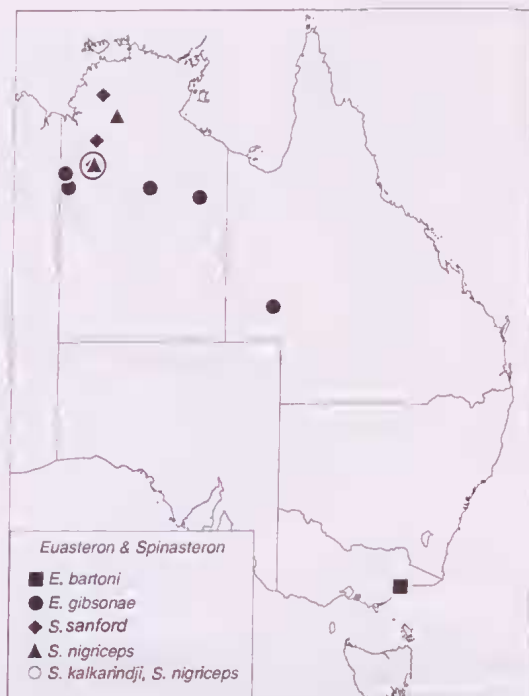 Euasteron & Spinasteron
E. bartoni
E. gibsonae
S. sanford
S. nigriceps
S. kalkarindji, S. nigriceps